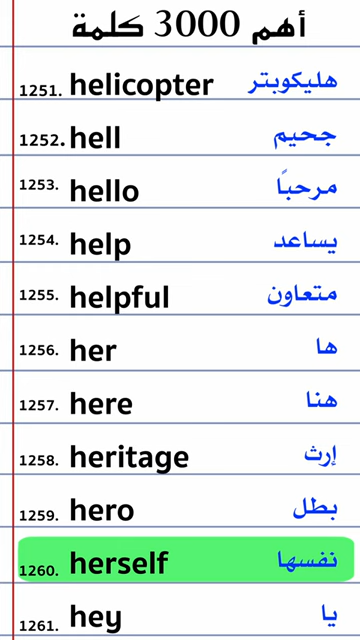 أهم 3000 كلمة
1251. helicopter هليكوبتر
1252. hell جحيم
1253. hello مرحبًا
1254. help يساعد
1255. helpful متعاون
1256. her ها
1257. here هنا
1258. heritage إرث
1259. hero بطل
1260. herself نفسها
1261. hey يا